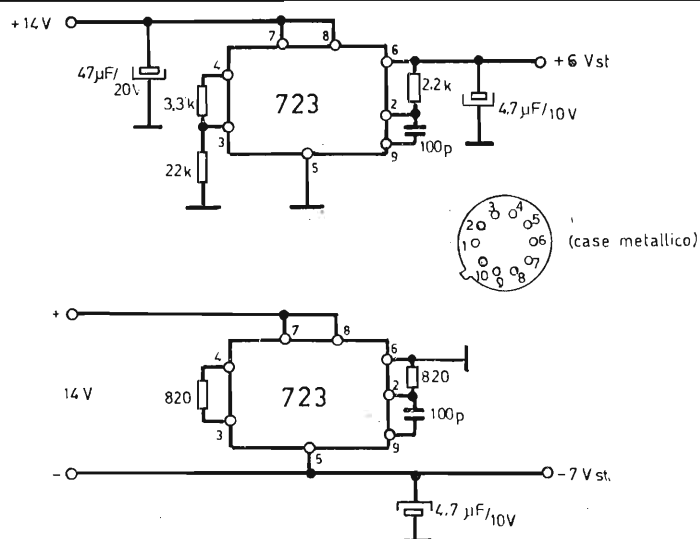 +14V
7
8
6
+6 Vst
4
47µF/
20V
3,3k
723
2.2k
2
4.7µF/10V
3
100p
22k
5
9
3
4
2
5
1
6
(case metallico)
7
10
9
8
+
7
8
6
4
820
14V
820
723
2
100p
3
9
5
-
-7 Vst.
4.7 µF/10V